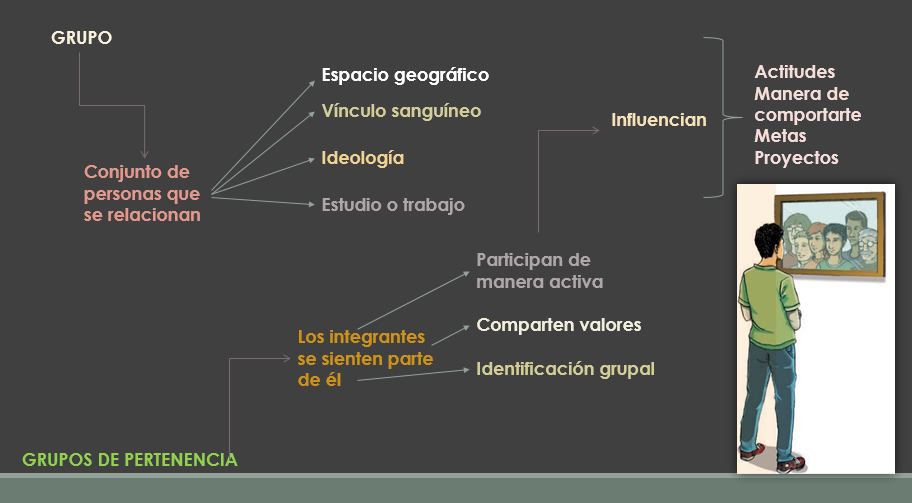 GRUPO
Conjunto de
personas que
se relacionan
Espacio geográfico
Vínculo sanguíneo
Ideología
Estudio o trabajo
Influencian
Actitudes
Manera de
comportarte
Metas
Proyectos
GRUPOS DE PERTENENCIA
Los integrantes
se sienten parte
de él
Participan de
manera activa
Comparten valores
Identificación grupal